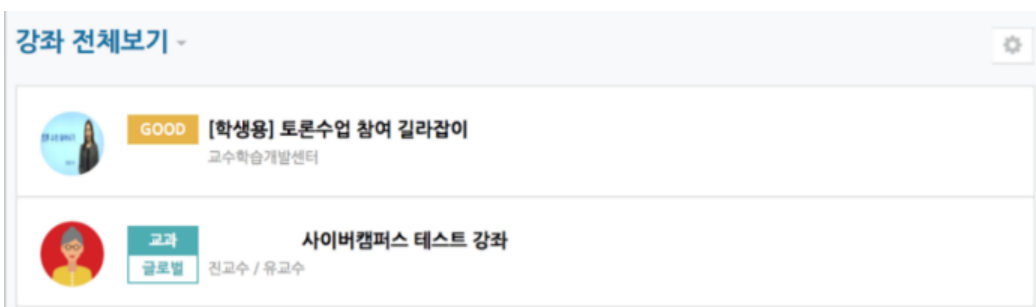 강좌 전체보기
GOOD [학생용] 토론수업 참여 길라잡이
교수학습개발센터
교과 사이버캠퍼스 테스트 강좌
글로벌 진교수 / 유교수